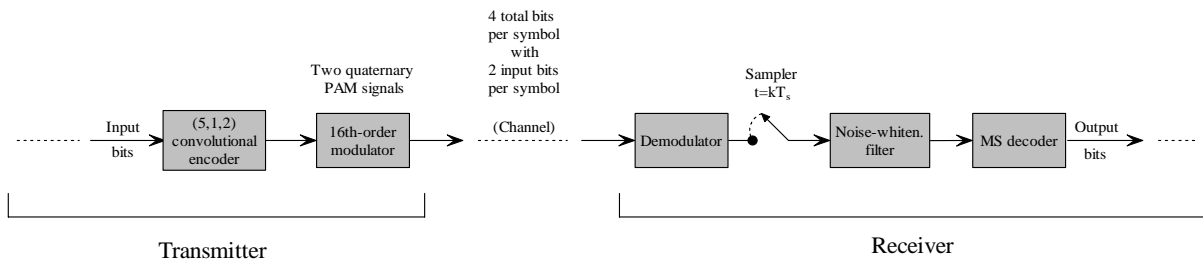 Input
bits
(5,1,2)
convolutional
encoder
Two quaternary
PAM signals
16th-order
modulator
4 total bits
per symbol
with
2 input bits
per symbol
(Channel)
Demodulator
Sampler
t=kTₛ
Noise-whiten.
filter
MS decoder
Output
bits
Transmitter
Receiver